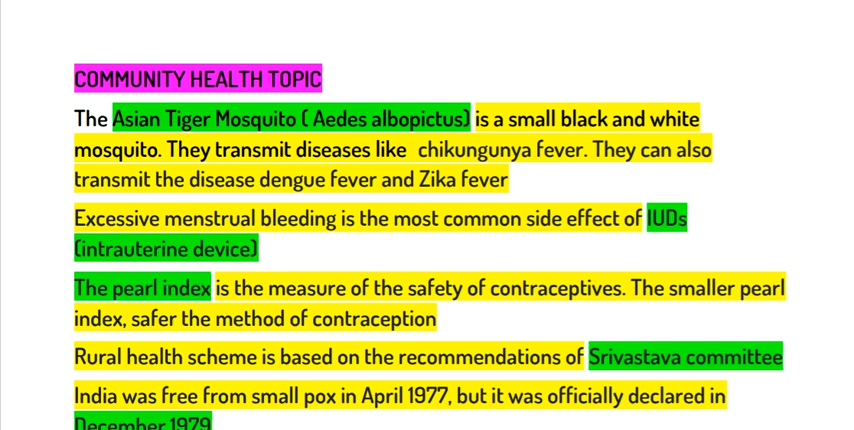 COMMUNITY HEALTH TOPIC
The Asian Tiger Mosquito ( Aedes albopictus) is a small black and white
mosquito. They transmit diseases like chikungunya fever. They can also
transmit the disease dengue fever and Zika fever
Excessive menstrual bleeding is the most common side effect of IUDs
(intrauterine device)
The pearl index is the measure of the safety of contraceptives. The smaller pearl
index, safer the method of contraception
Rural health scheme is based on the recommendations of Srivastava committee
India was free from small pox in April 1977, but it was officially declared in
December 1979